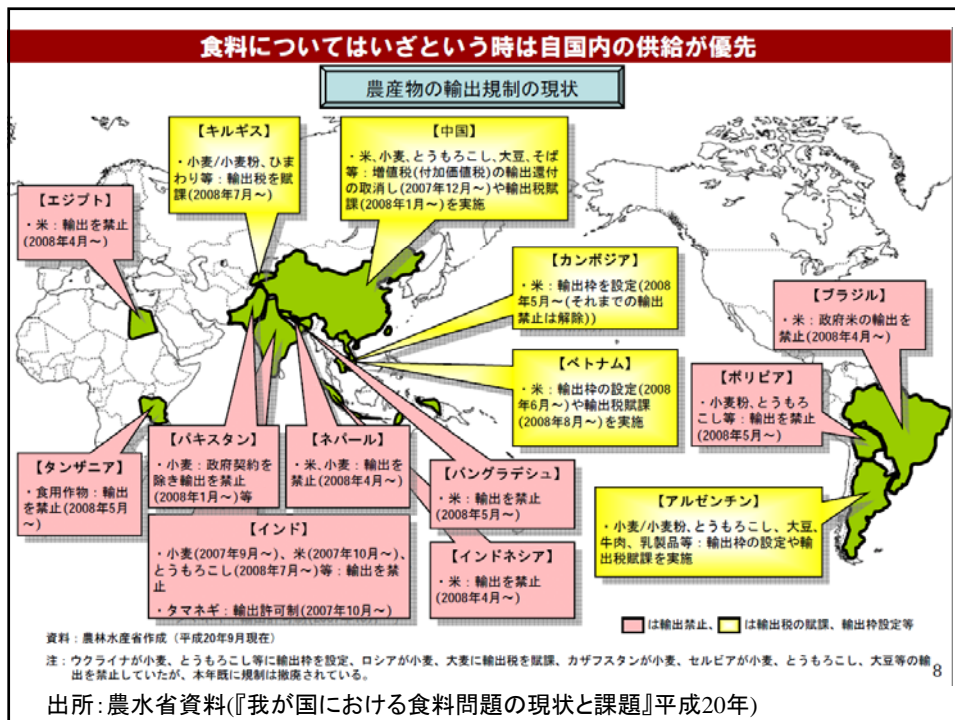 食料についてはいざという時は自国内の供給が優先
農産物の輸出規制の現状
【キルギス】
・小麦/小麦粉、ひま
わり等：輸出税を賦
課(2008年7月～)
【中国】
・米、小麦、とうもろこし、大豆、そば
等：増値税(付加価値税)の輸出還付
の取消し(2007年12月～)や輸出税賦
課(2008年1月～)を実施
【エジプト】
・米：輸出を禁止
(2008年4月～)
【カンボジア】
・米：輸出枠を設定(2008
年5月～(それまでの輸出
禁止は解除))
【ブラジル】
・米：政府米の輸出を
禁止(2008年4月～)
【ベトナム】
・米：輸出枠の設定(2008
年6月～)や輸出税賦課
(2008年8月～)を実施
【ボリビア】
・小麦粉、とうもろ
こし等：輸出を禁止
(2008年5月～)
【タンザニア】
・食用作物：輸出
を禁止(2008年5月
～)
【パキスタン】
・小麦：政府契約を
除き輸出を禁止
(2008年1月～)等
【ネパール】
・米、小麦：輸出を
禁止(2008年4月～)
【バングラデシュ】
・米：輸出を禁止
(2008年5月～)
【アルゼンチン】
・小麦/小麦粉、とうもろこし、大豆、
牛肉、乳製品等：輸出枠の設定や輸
出税賦課を実施
【インド】
・小麦(2007年9月～)、米(2007年10月～)、
とうもろこし(2008年7月～)等：輸出を禁
止
・タマネギ：輸出許可制(2007年10月～)
【インドネシア】
・米：輸出を禁止
(2008年4月～)
は輸出禁止、 は輸出税の賦課、輸出枠設定等
資料：農林水産省作成（平成20年9月現在）
注：ウクライナが小麦、とうもろこし等に輸出枠を設定、ロシアが小麦、大麦に輸出税を賦課、カザフスタンが小麦、セルビアが小麦、とうもろこし、大豆等の輸
出を禁止していたが、本年既に規制は撤廃されている。
8
出所：農水省資料(『我が国における食料問題の現状と課題』平成20年)